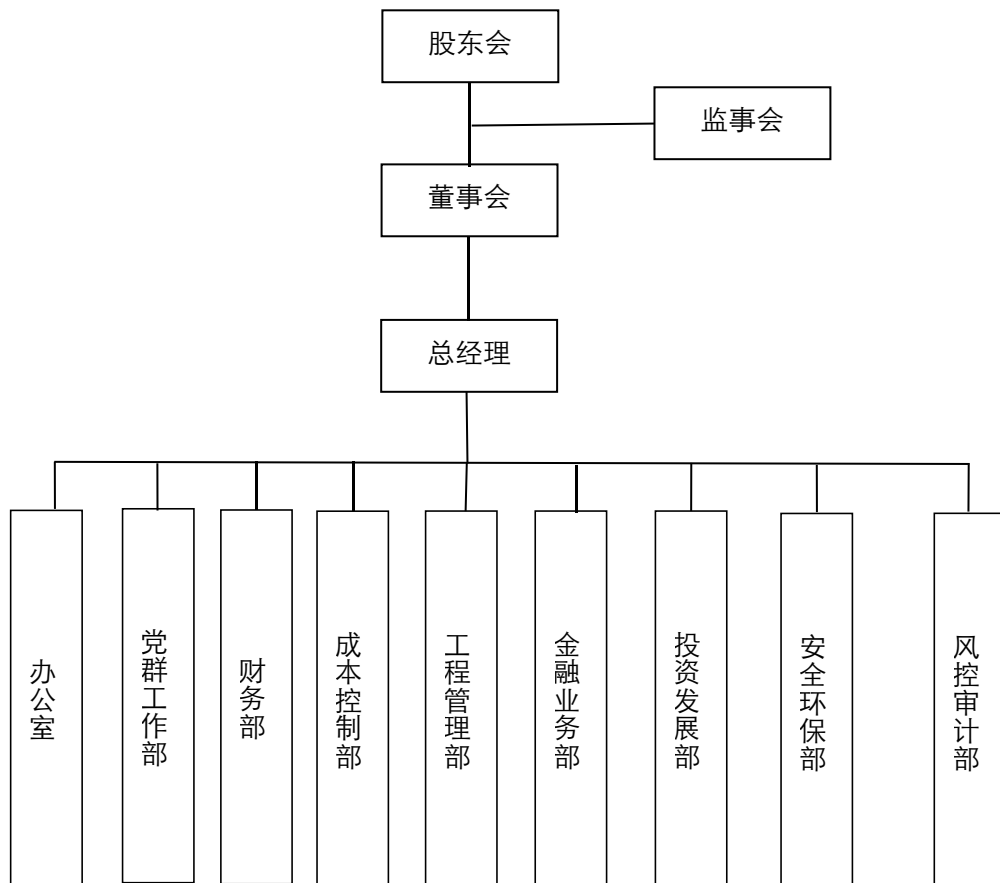 股东会
监事会
董事会
总经理
办公室
党群工作部
财务部
成本控制部
工程管理部
金融业务部
投资发展部
安全环保部
风控审计部